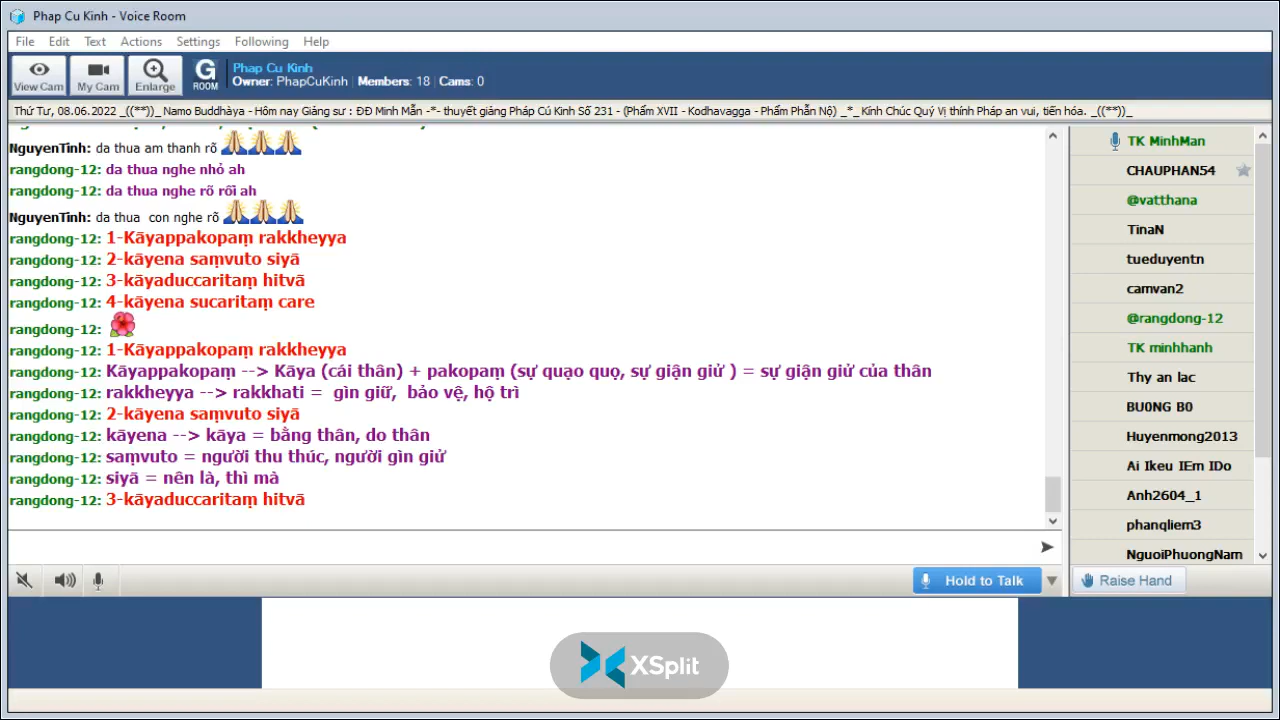 Phap Cu Kinh - Voice Room
File Edit Text Actions Settings Following Help
View Cam My Cam Enlarge G ROOM
Phap Cu Kinh
Owner: PhapCuKinh Members: 18 Cams: 0
Thứ Tư, 08.06.2022 _((**))_ Namo Buddhàya - Hôm nay Giảng sư : ĐĐ Minh Mẫn -*- thuyết giảng Pháp Cú Kinh Số 231 - (Phẩm XVII - Kodhavagga - Phẩm Phẫn Nộ) _*_ Kính Chúc Quý Vị thính Pháp an vui, tiến hóa. _((**))_
NguyenTinh: da thua am thanh rõ
rangdong-12: da thua nghe nhỏ ah
rangdong-12: da thua nghe rõ rồi ah
NguyenTinh: da thua con nghe rõ
rangdong-12: 1-Kāyappakopaṃ rakkheyya
rangdong-12: 2-kāyena saṃvuto siyā
rangdong-12: 3-kāyaduccaritaṃ hitvā
rangdong-12: 4-kāyena sucaritaṃ care
rangdong-12:
rangdong-12: 1-Kāyappakopaṃ rakkheyya
rangdong-12: Kāyappakopaṃ --> Kāya (cái thân) + pakopaṃ (sự quạo quọ, sự giận giử ) = sự giận giử của thân
rangdong-12: rakkheyya --> rakkhati = gìn giữ, bảo vệ, hộ trì
rangdong-12: 2-kāyena saṃvuto siyā
rangdong-12: kāyena --> kāya = bằng thân, do thân
rangdong-12: saṃvuto = người thu thúc, người gìn giử
rangdong-12: siyā = nên là, thì mà
rangdong-12: 3-kāyaduccaritaṃ hitvā
TK MinhMan
CHAUPHAN54
@vatthana
TinaN
tueduyentn
camvan2
@rangdong-12
TK minhhanh
Thy an lac
BU0NG B0
Huyenmong2013
Ai Ikeu IEm IDo
Anh2604_1
phanqliem3
NguoiPhuongNam
Hold to Talk
Raise Hand
XSplit